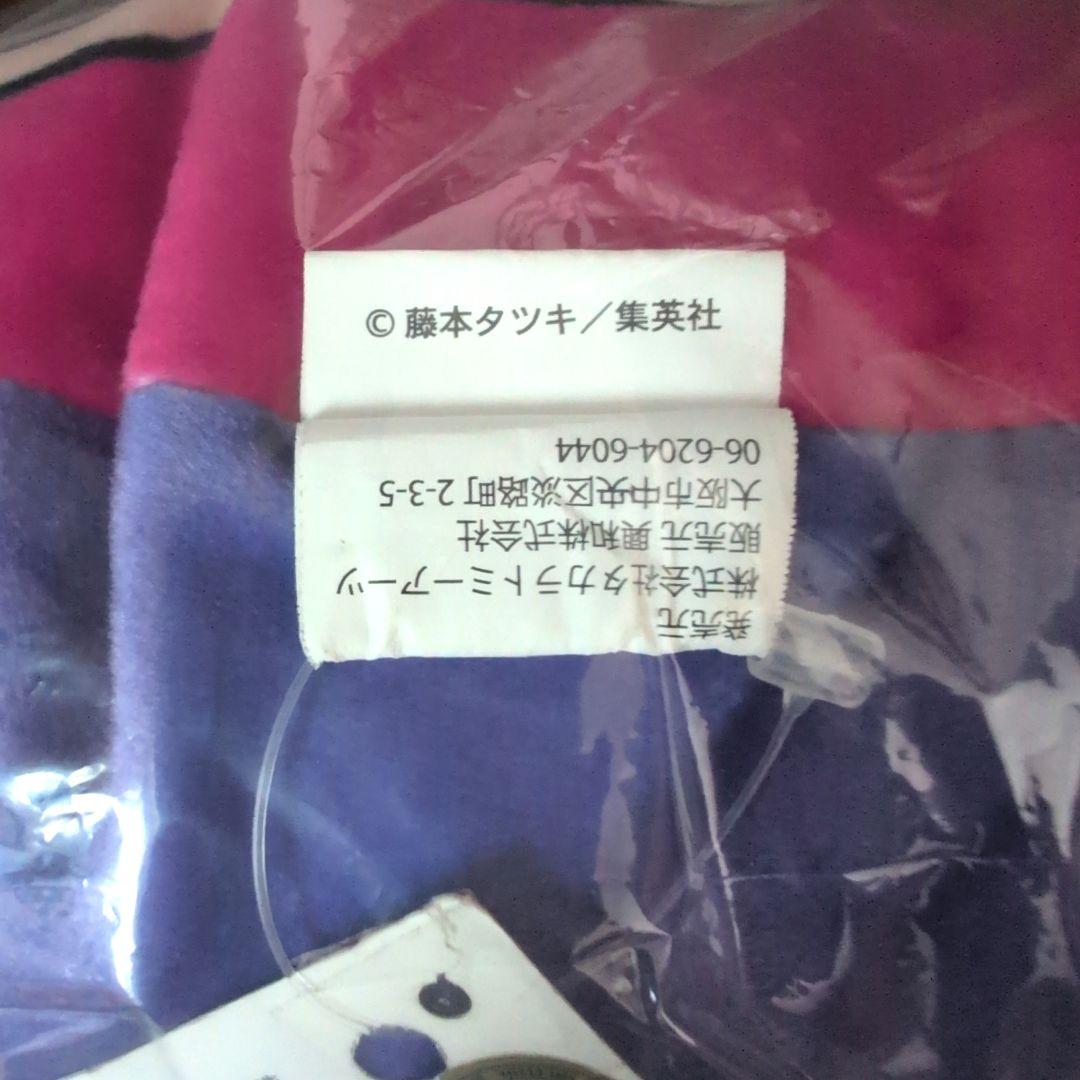 © 藤本タツキ／集英社
発売元
株式会社タカラトミーアーツ
販売元 興和株式会社
大阪市中央区淡路町 2-3-5
06-6204-6044